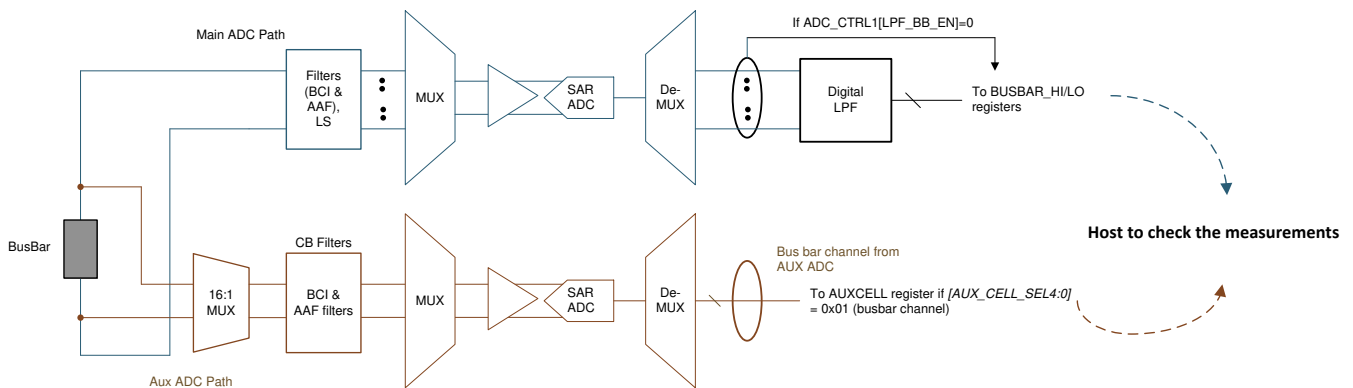 Main ADC Path
If ADC_CTRL1[LPF_BB_EN]=0
Filters
(BCI &
AAF),
LS
MUX
SAR
ADC
De-
MUX
Digital
LPF
To BUSBAR_HI/LO
registers
Host to check the measurements
BusBar
CB Filters
16:1
MUX
BCI &
AAF filters
MUX
SAR
ADC
De-
MUX
Bus bar channel from
AUX ADC
To AUXCELL register if [AUX_CELL_SEL4:0]
= 0x01 (busbar channel)
Aux ADC Path